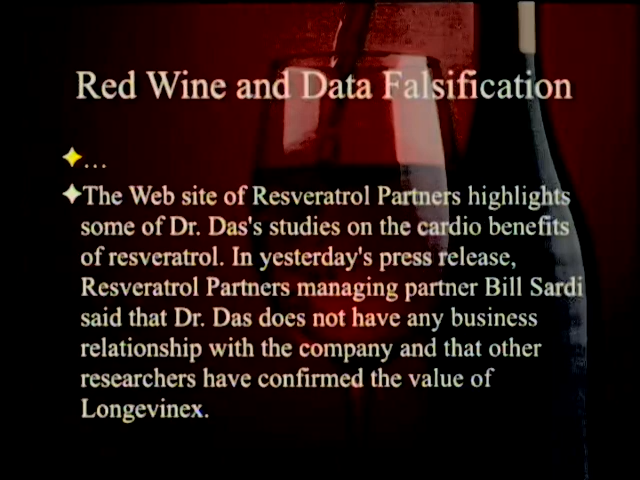 Red Wine and Data Falsification
...
The Web site of Resveratrol Partners highlights
some of Dr. Das's studies on the cardio benefits
of resveratrol. In yesterday's press release,
Resveratrol Partners managing partner Bill Sardi
said that Dr. Das does not have any business
relationship with the company and that other
researchers have confirmed the value of
Longevinex.